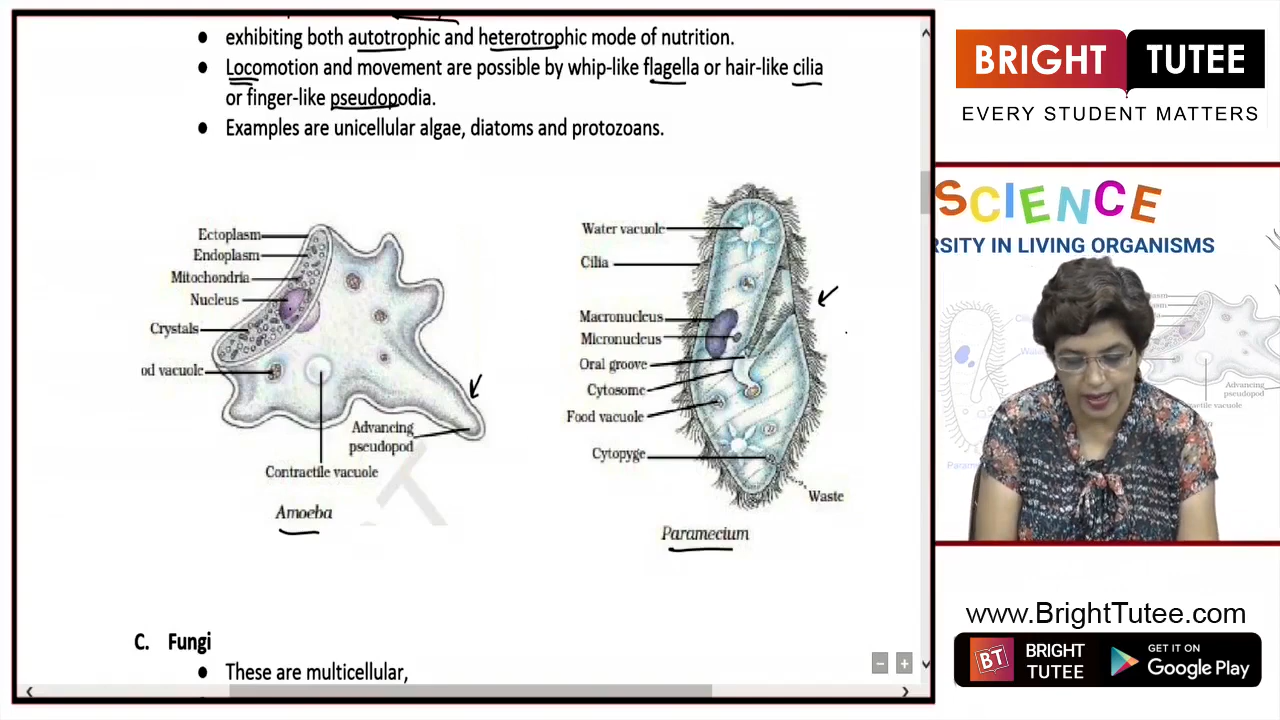 exhibiting both autotrophic and heterotrophic mode of nutrition.
Locomotion and movement are possible by whip-like flagella or hair-like cilia
or finger-like pseudopodia.
Examples are unicellular algae, diatoms and protozoans.
Ectoplasm
Endoplasm
Mitochondria
Nucleus
Crystals
od vacuole
Advancing
pseudopod
Contractile vacuole
Amoeba
Water vacuole
Cilia
Macronucleus
Micronucleus
Oral groove
Cytosome
Food vacuole
Cytopyge
Waste
Paramecium
C. Fungi
These are multicellular,
BRIGHT TUTEE
EVERY STUDENT MATTERS
SCIENCE
RSITY IN LIVING ORGANISMS
Advancing
pseudopod
www.BrightTutee.com
BT
BRIGHT
TUTEE
GET IT ON
Google Play